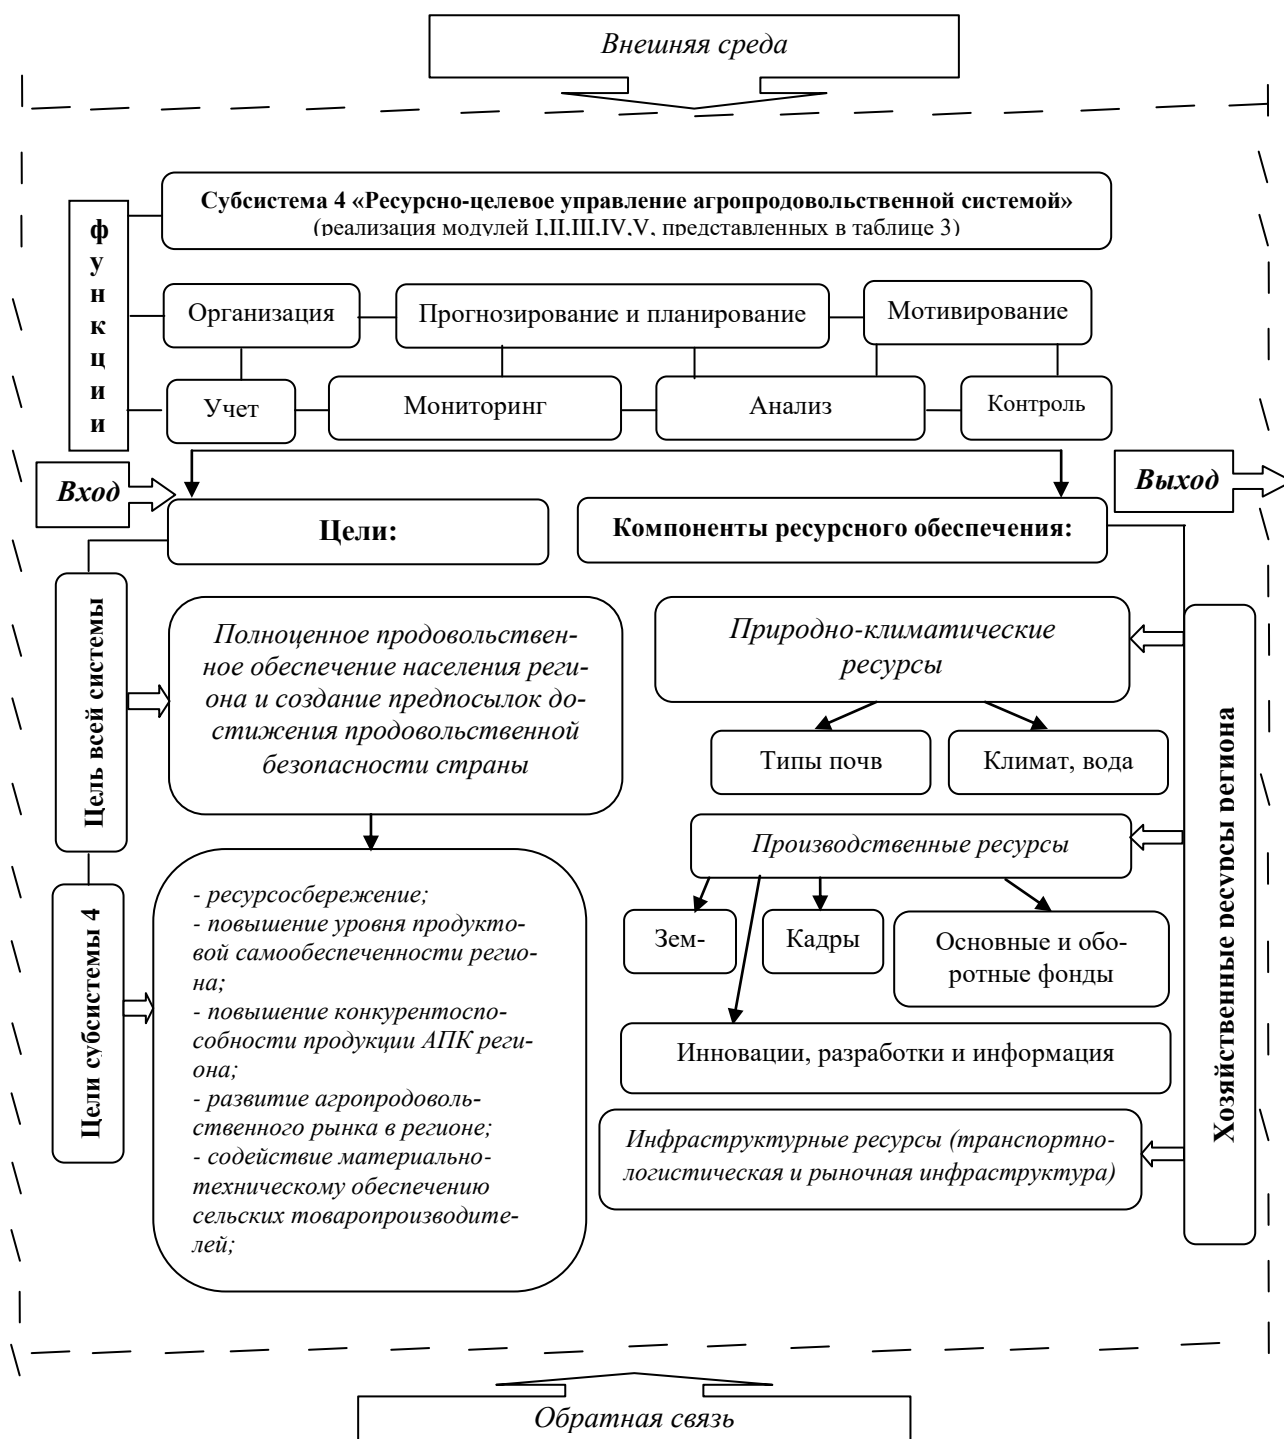 Внешняя среда
Субсистема 4 «Ресурсно-целевое управление агропродовольственной системой»
(реализация модулей I,II,III,IV,V, представленных в таблице 3)
функции
Организация
Прогнозирование и планирование
Мотивирование
Учет
Мониторинг
Анализ
Контроль
Вход
Выход
Цели:
Компоненты ресурсного обеспечения:
Цель всей системы
Полноценное продовольствен-
ное обеспечение населения реги-
она и создание предпосылок до-
стижения продовольственной
безопасности страны
Цели субсистемы 4
- ресурсосбережение;
- повышение уровня продукто-
вой самообеспеченности регио-
на;
- повышение конкурентоспо-
собности продукции АПК реги-
она;
- развитие агропродоволь-
ственного рынка в регионе;
- содействие материально-
техническому обеспечению
сельских товаропроизводите-
лей;
Природно-климатические
ресурсы
Типы почв
Климат, вода
Производственные ресурсы
Зем-
Кадры
Основные и обо-
ротные фонды
Инновации, разработки и информация
Инфраструктурные ресурсы (транспортно-
логистическая и рыночная инфраструктура)
Хозяйственные ресурсы региона
Обратная связь